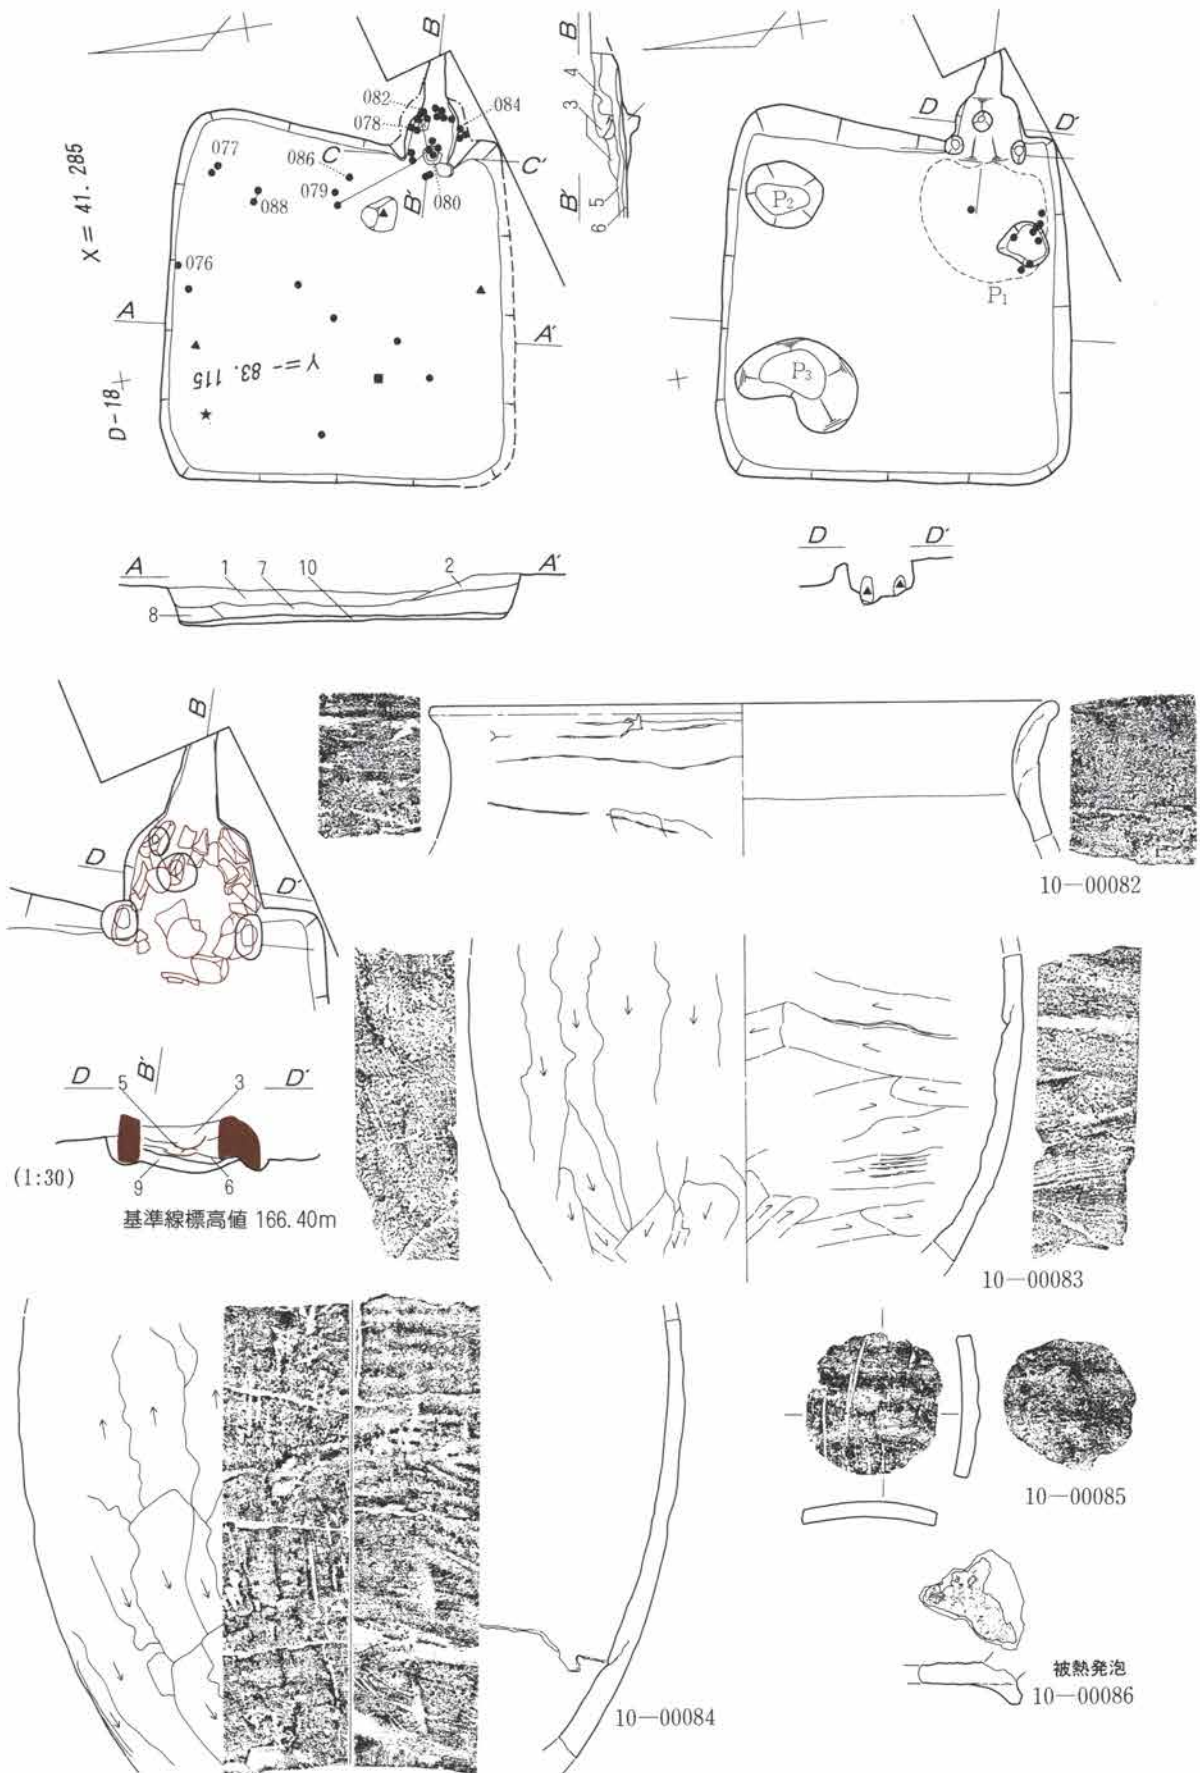 B
B
082
084
078
077
086
C
C'
079
080
088
B'
X = 41. 285
076
A
A'
Y = - 83. 115
D-18
B
4
3
5
6
B'
D
D'
P2
P1
P3
A
1
7
10
2
A'
8
D
D'
B
D
D'
10-00082
B'
D
5
3
D'
(1:30)
9
6
基準線標高値 166.40m
10-00083
10-00085
被熱発泡
10-00086
10-00084